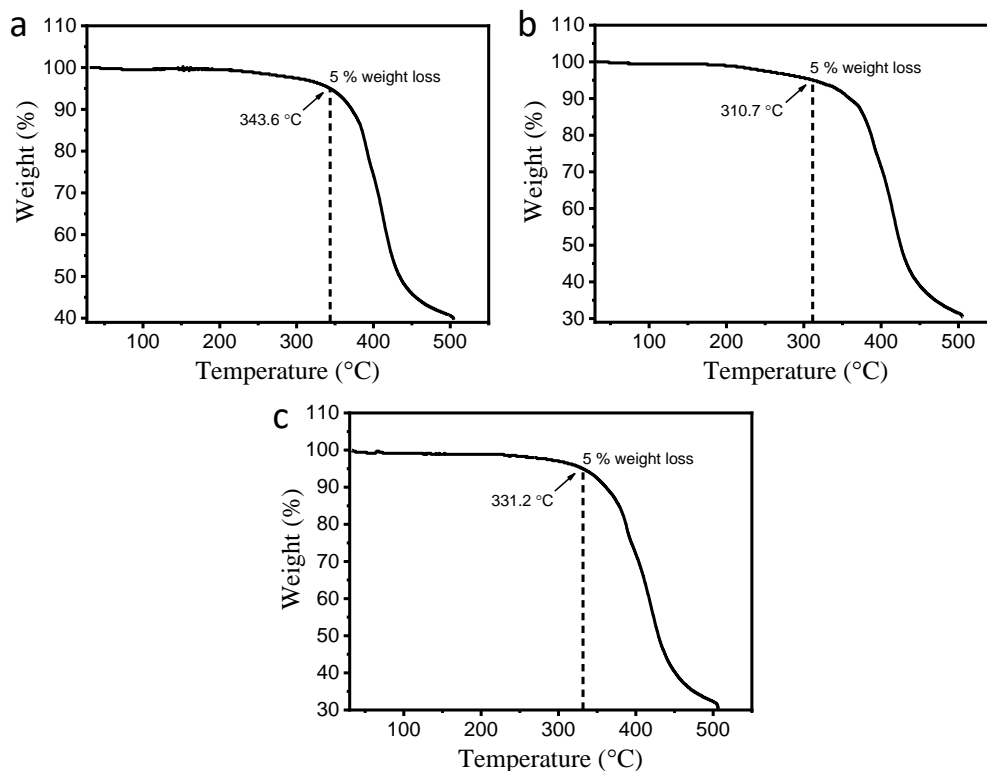 a
110
100
90
80
70
60
50
40
5 % weight loss
343.6 °C
100 200 300 400 500
Temperature (°C)
Weight (%)
b
110
100
90
80
70
60
50
40
30
5 % weight loss
310.7 °C
100 200 300 400 500
Temperature (°C)
Weight (%)
c
110
100
90
80
70
60
50
40
30
5 % weight loss
331.2 °C
100 200 300 400 500
Temperature (°C)
Weight (%)